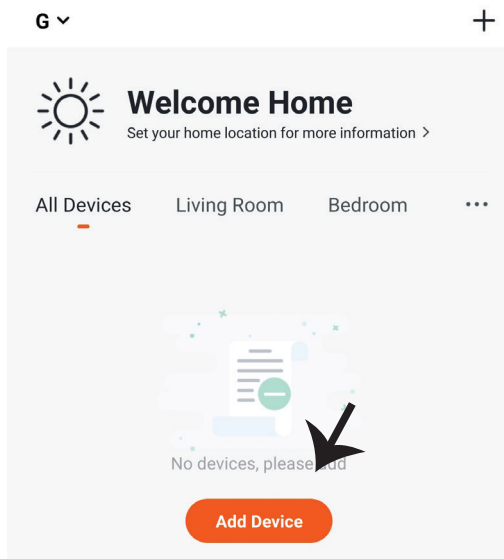 G
Welcome Home
Set your home location for more information >
All Devices Living Room Bedroom ...
No devices, please add
Add Device